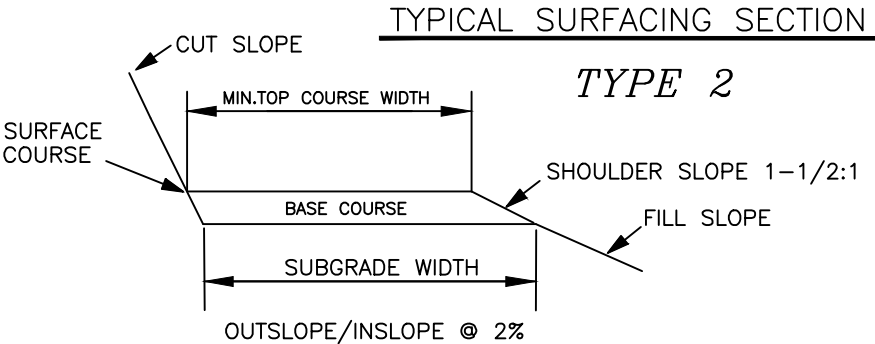 TYPICAL SURFACING SECTION
TYPE 2
CUT SLOPE
MIN.TOP COURSE WIDTH
SURFACE
COURSE
SHOULDER SLOPE 1-1/2:1
BASE COURSE
FILL SLOPE
SUBGRADE WIDTH
OUTSLOPE/INSLOPE @ 2%